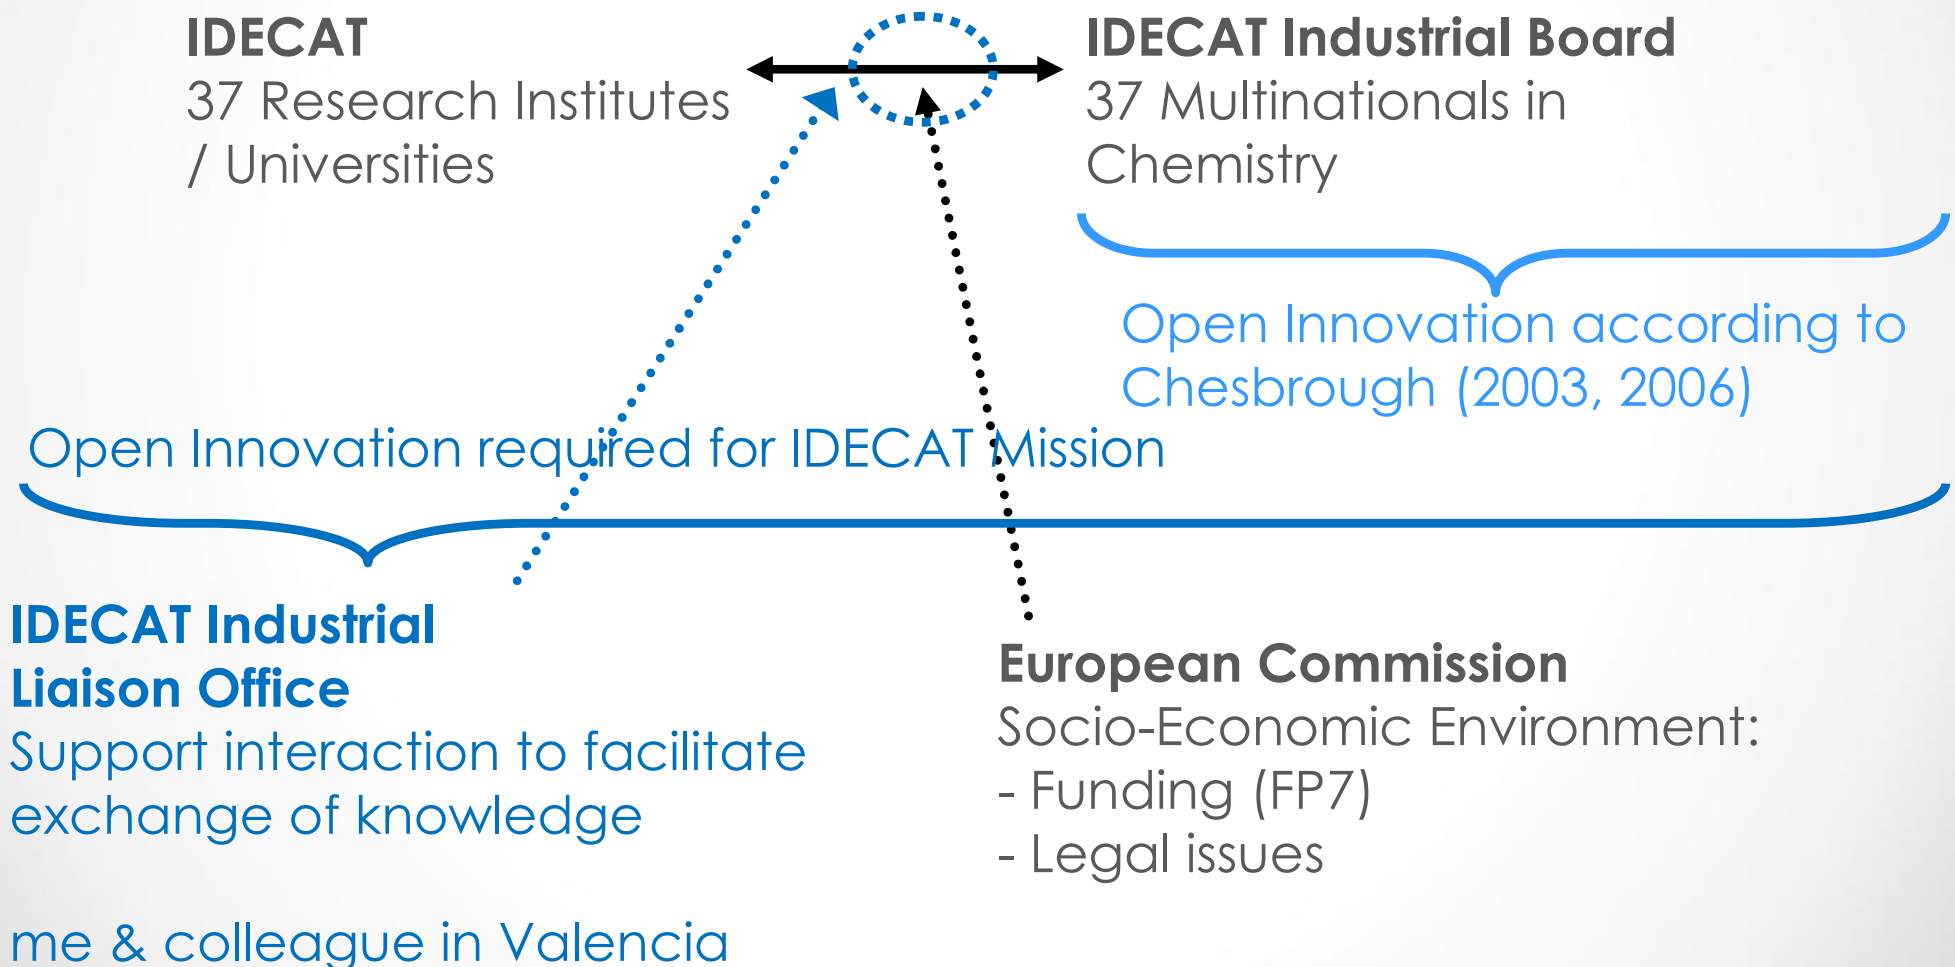 IDECAT
37 Research Institutes
/ Universities
IDECAT Industrial Board
37 Multinationals in
Chemistry
Open Innovation according to
Chesbrough (2003, 2006)
Open Innovation required for IDECAT Mission
IDECAT Industrial
Liaison Office
Support interaction to facilitate
exchange of knowledge
me & colleague in Valencia
European Commission
Socio-Economic Environment:
- Funding (FP7)
- Legal issues